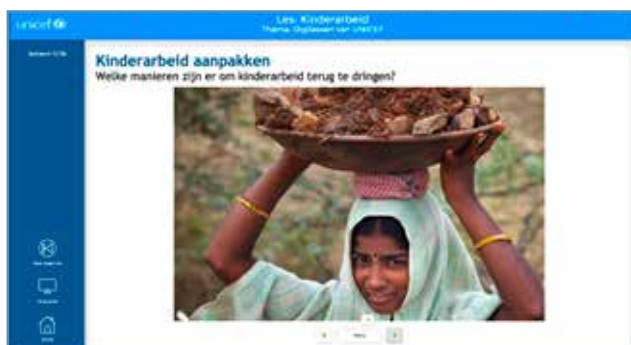 unicef
Les: Kinderarbeid
Thema: Digilessen van UNICEF
Kinderarbeid aanpakken
Welke manieren zijn er om kinderarbeid terug te dringen?